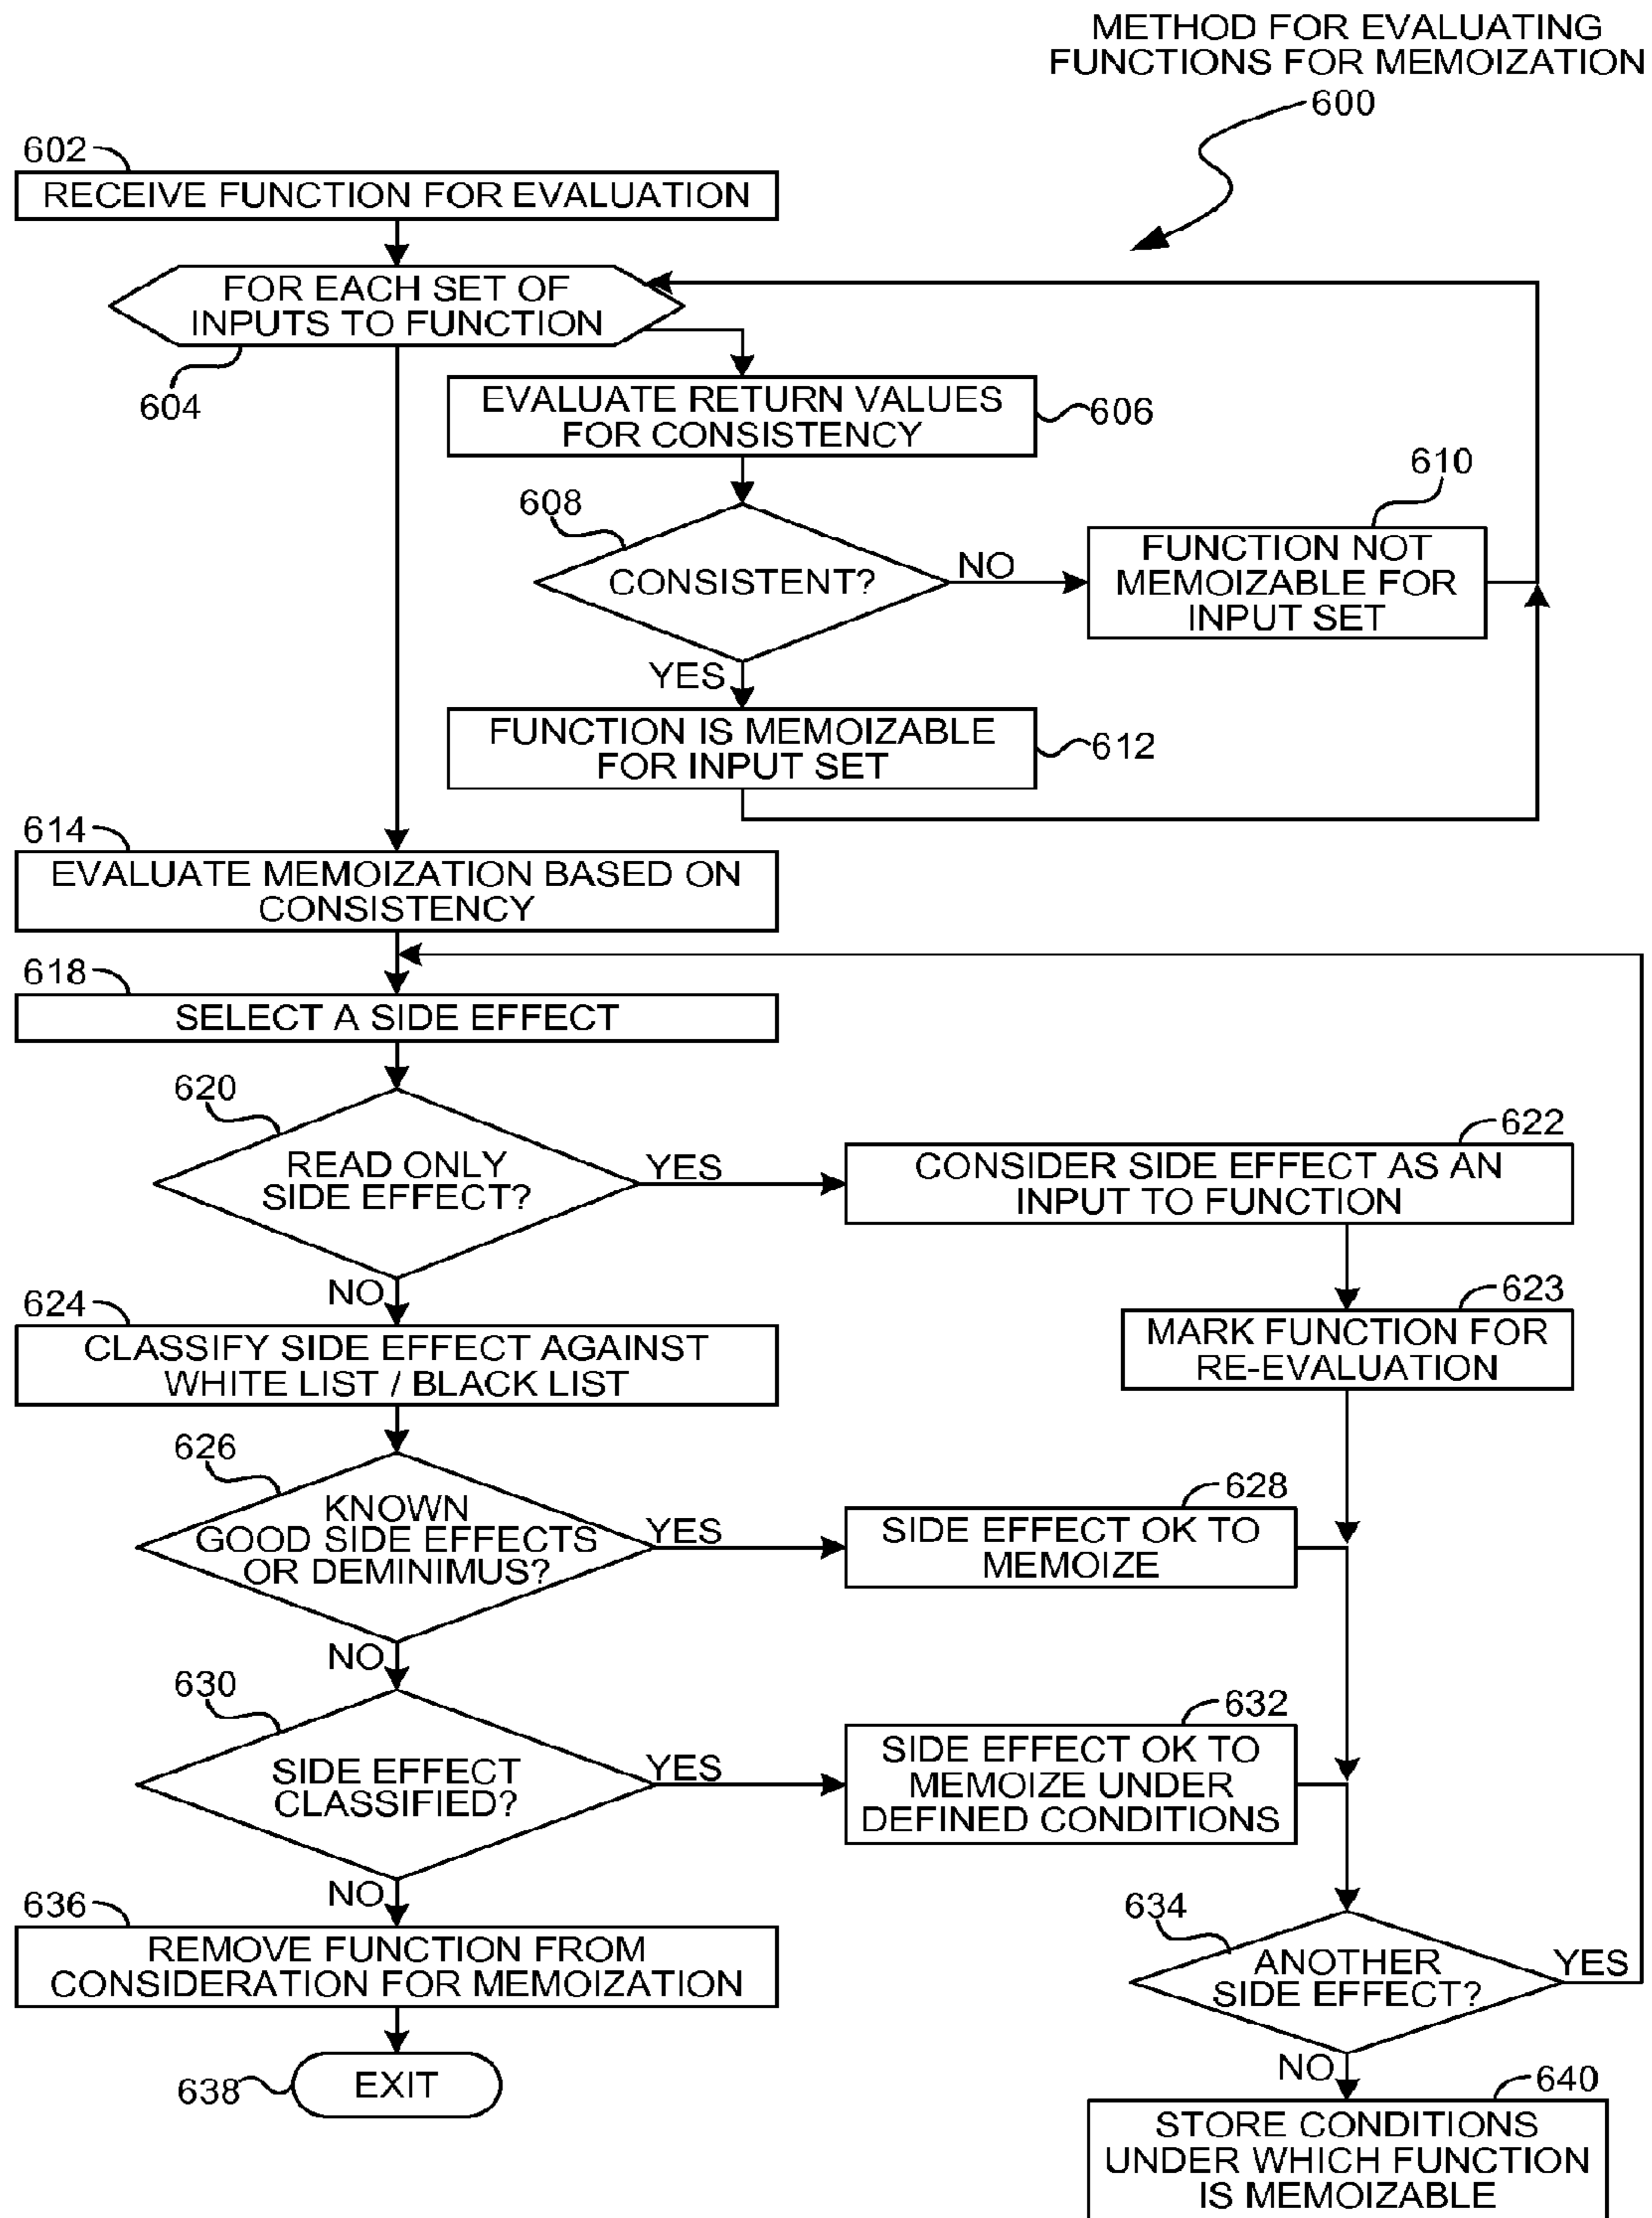 METHOD FOR EVALUATING
FUNCTIONS FOR MEMOIZATION
600
602
RECEIVE FUNCTION FOR EVALUATION
FOR EACH SET OF
INPUTS TO FUNCTION
604
EVALUATE RETURN VALUES
FOR CONSISTENCY
606
608
CONSISTENT?
NO
610
FUNCTION NOT
MEMOIZABLE FOR
INPUT SET
YES
FUNCTION IS MEMOIZABLE
FOR INPUT SET
612
614
EVALUATE MEMOIZATION BASED ON
CONSISTENCY
618
SELECT A SIDE EFFECT
620
READ ONLY
SIDE EFFECT?
YES
622
CONSIDER SIDE EFFECT AS AN
INPUT TO FUNCTION
623
MARK FUNCTION FOR
RE-EVALUATION
NO
624
CLASSIFY SIDE EFFECT AGAINST
WHITE LIST / BLACK LIST
626
KNOWN
GOOD SIDE EFFECTS
OR DEMINIMUS?
YES
628
SIDE EFFECT OK TO
MEMOIZE
NO
630
SIDE EFFECT
CLASSIFIED?
YES
632
SIDE EFFECT OK TO
MEMOIZE UNDER
DEFINED CONDITIONS
NO
636
REMOVE FUNCTION FROM
CONSIDERATION FOR MEMOIZATION
638
EXIT
634
ANOTHER
SIDE EFFECT?
YES
NO
640
STORE CONDITIONS
UNDER WHICH FUNCTION
IS MEMOIZABLE